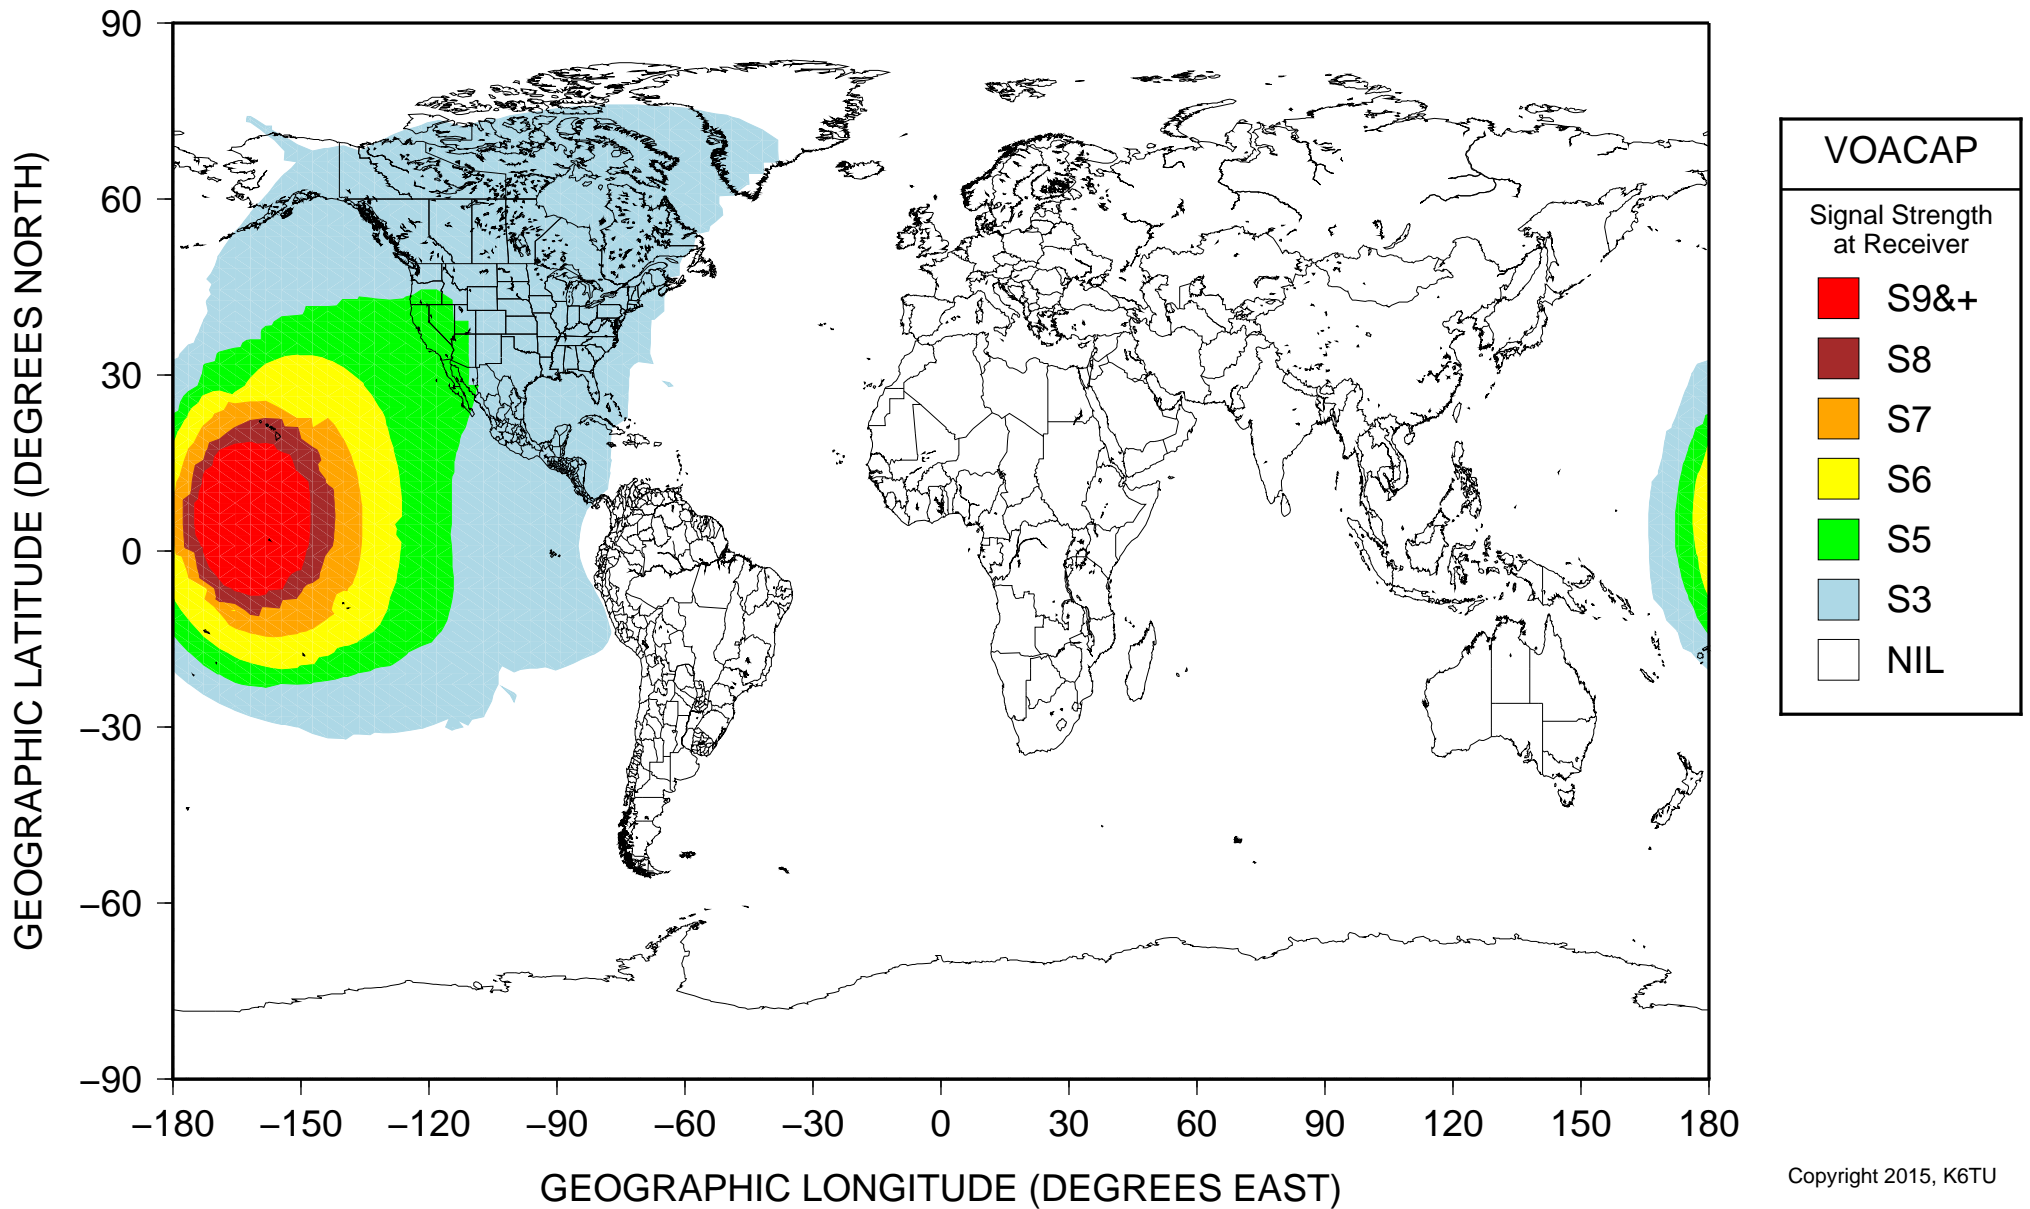 90
60
30
0
−30
−60
−90
GEOGRAPHIC LATITUDE (DEGREES NORTH)
−180 −150 −120 −90 −60 −30 0 30 60 90 120 150 180
GEOGRAPHIC LONGITUDE (DEGREES EAST)
VOACAP
Signal Strength
at Receiver
S9&+
S8
S7
S6
S5
S3
NIL
Copyright 2015, K6TU